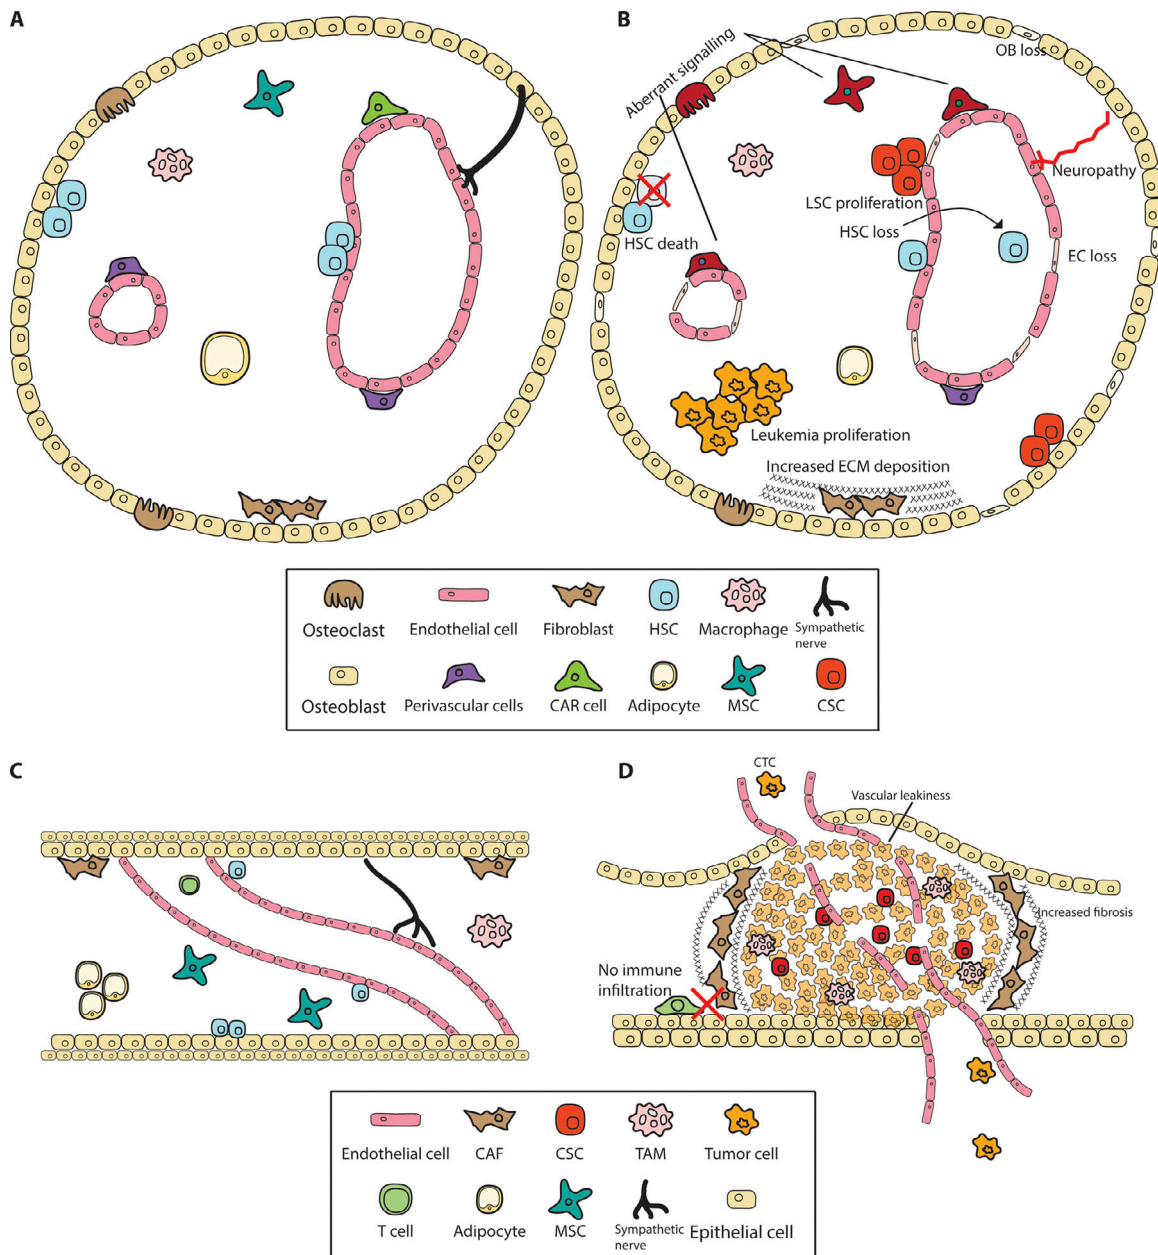 A
B
Aberrant signalling
OB loss
Neuropathy
LSC proliferation
HSC loss
HSC death
EC loss
Leukemia proliferation
Increased ECM deposition
Osteoclast
Endothelial cell
Fibroblast
HSC
Macrophage
Sympathetic
nerve
Osteoblast
Perivascular cells
CAR cell
Adipocyte
MSC
CSC
C
D
CTC
Vascular leakiness
Increased fibrosis
No immune
infiltration
Endothelial cell
CAF
CSC
TAM
Tumor cell
T cell
Adipocyte
MSC
Sympathetic
nerve
Epithelial cell